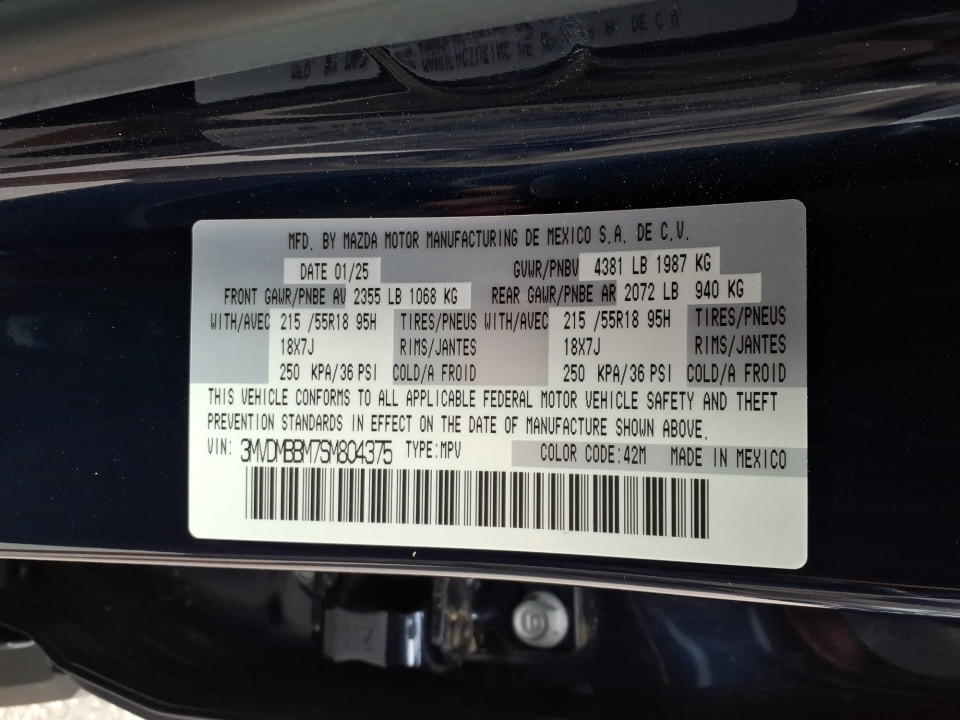 MFD. BY MAZDA MOTOR MANUFACTURING DE MEXICO S.A. DE C.V.
DATE 01/25 GVWR/PNBV 4381 LB 1987 KG
FRONT GAWR/PNBE AV 2355 LB 1068 KG REAR GAWR/PNBE AR 2072 LB 940 KG
WITH/AVEC 215 /55R18 95H TIRES/PNEUS WITH/AVEC 215 /55R18 95H TIRES/PNEUS
18X7J RIMS/JANTES 18X7J RIMS/JANTES
250 KPA/36 PSI COLD/A FROID 250 KPA/36 PSI COLD/A FROID
THIS VEHICLE CONFORMS TO ALL APPLICABLE FEDERAL MOTOR VEHICLE SAFETY AND THEFT
PREVENTION STANDARDS IN EFFECT ON THE DATE OF MANUFACTURE SHOWN ABOVE.
VIN: 3MVDMBBM7SM804375 TYPE:MPV COLOR CODE:42M MADE IN MEXICO